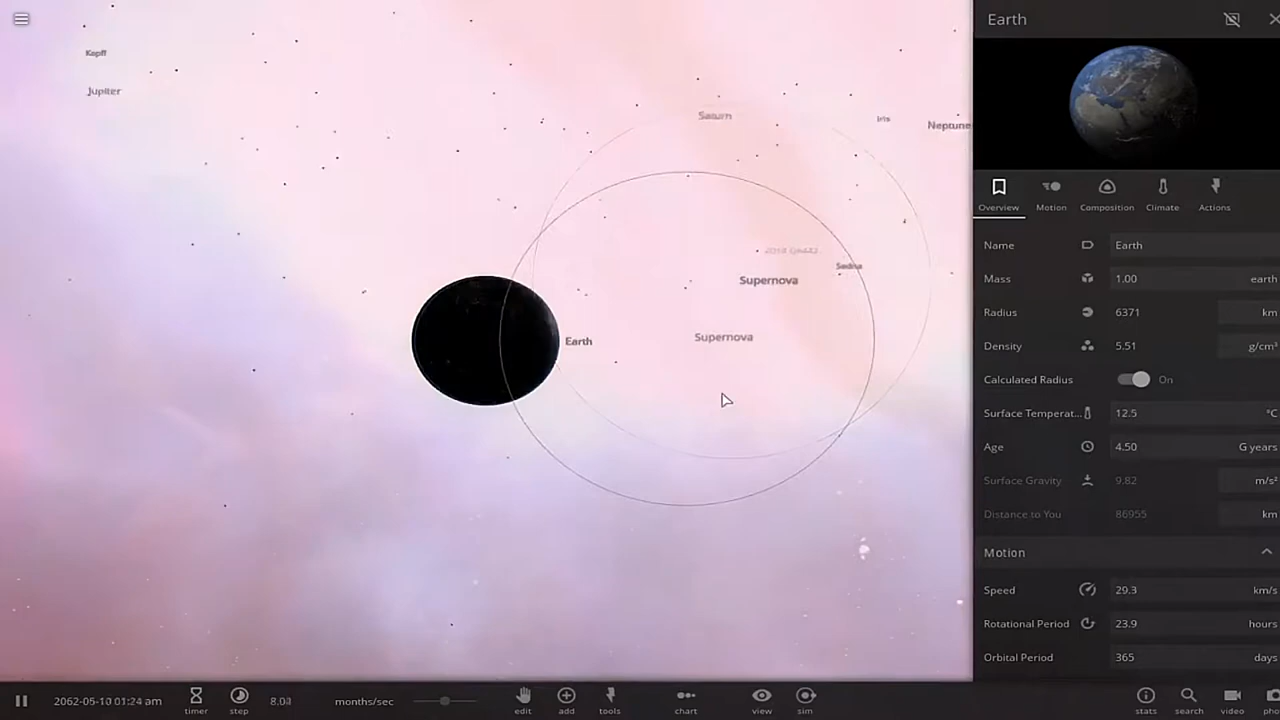 Earth
Kopff
Jupiter
Saturn
Iris
Neptune
Supernova
Sedna
Supernova
Earth
Overview
Motion
Composition
Climate
Actions
Name Earth
Mass 1.00 earth
Radius 6371 km
Density 5.51 g/cm³
Calculated Radius On
Surface Temperat... 12.5 °C
Age 4.50 G years
Surface Gravity 9.82 m/s²
Distance to You 86955 km
Motion
Speed 29.3 km/s
Rotational Period 23.9 hours
Orbital Period 365 days
2062-05-10 01:24 am
timer
step
months/sec
edit
add
tools
chart
view
sim
stats
search
video